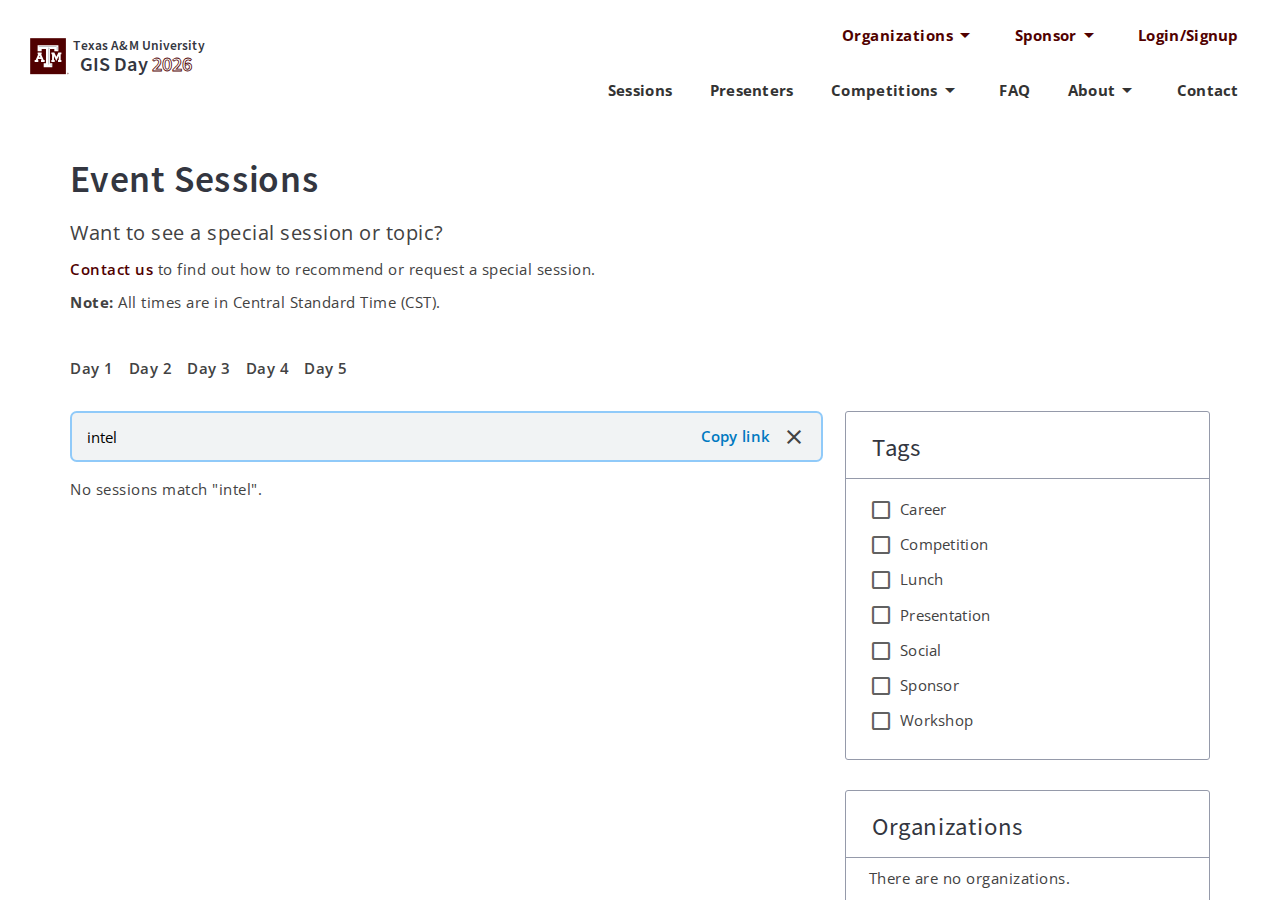 Texas A&M University
GIS Day 2026
Organizations
Sponsor
Login/Signup
Sessions
Presenters
Competitions
FAQ
About
Contact
Event Sessions
Want to see a special session or topic?
Contact us to find out how to recommend or request a special session.
Note: All times are in Central Standard Time (CST).
Day 1
Day 2
Day 3
Day 4
Day 5
intel
Copy link
No sessions match "intel".
Tags
Career
Competition
Lunch
Presentation
Social
Sponsor
Workshop
Organizations
There are no organizations.